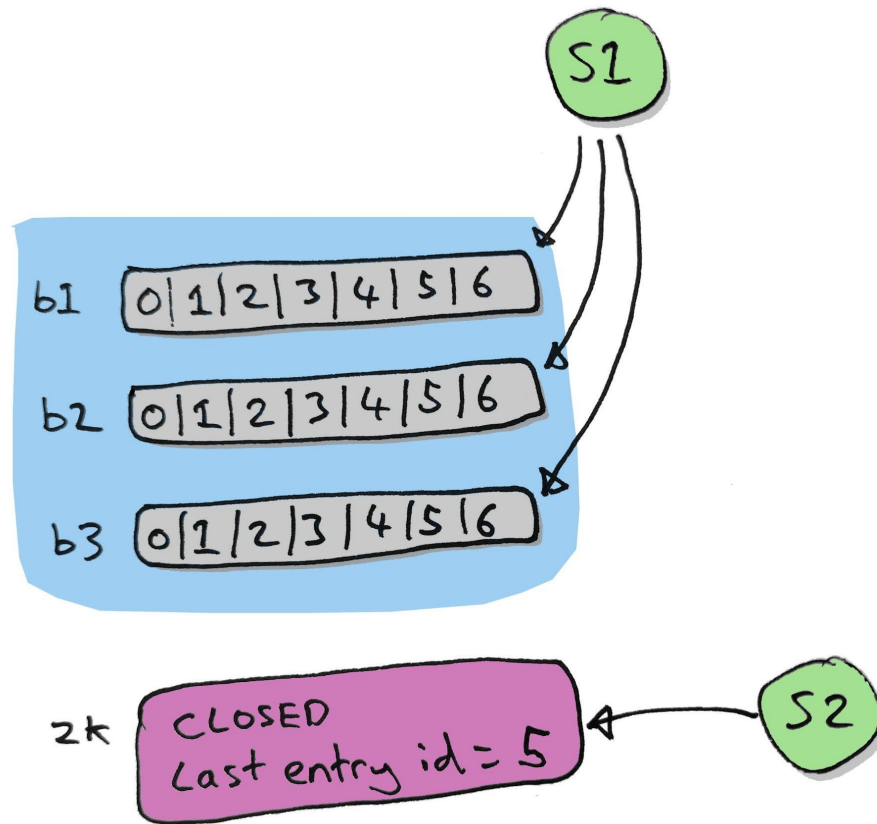 S1
b1 0|1|2|3|4|5|6
b2 0|1|2|3|4|5|6
b3 0|1|2|3|4|5|6
zk CLOSED
Last entry id = 5
S2